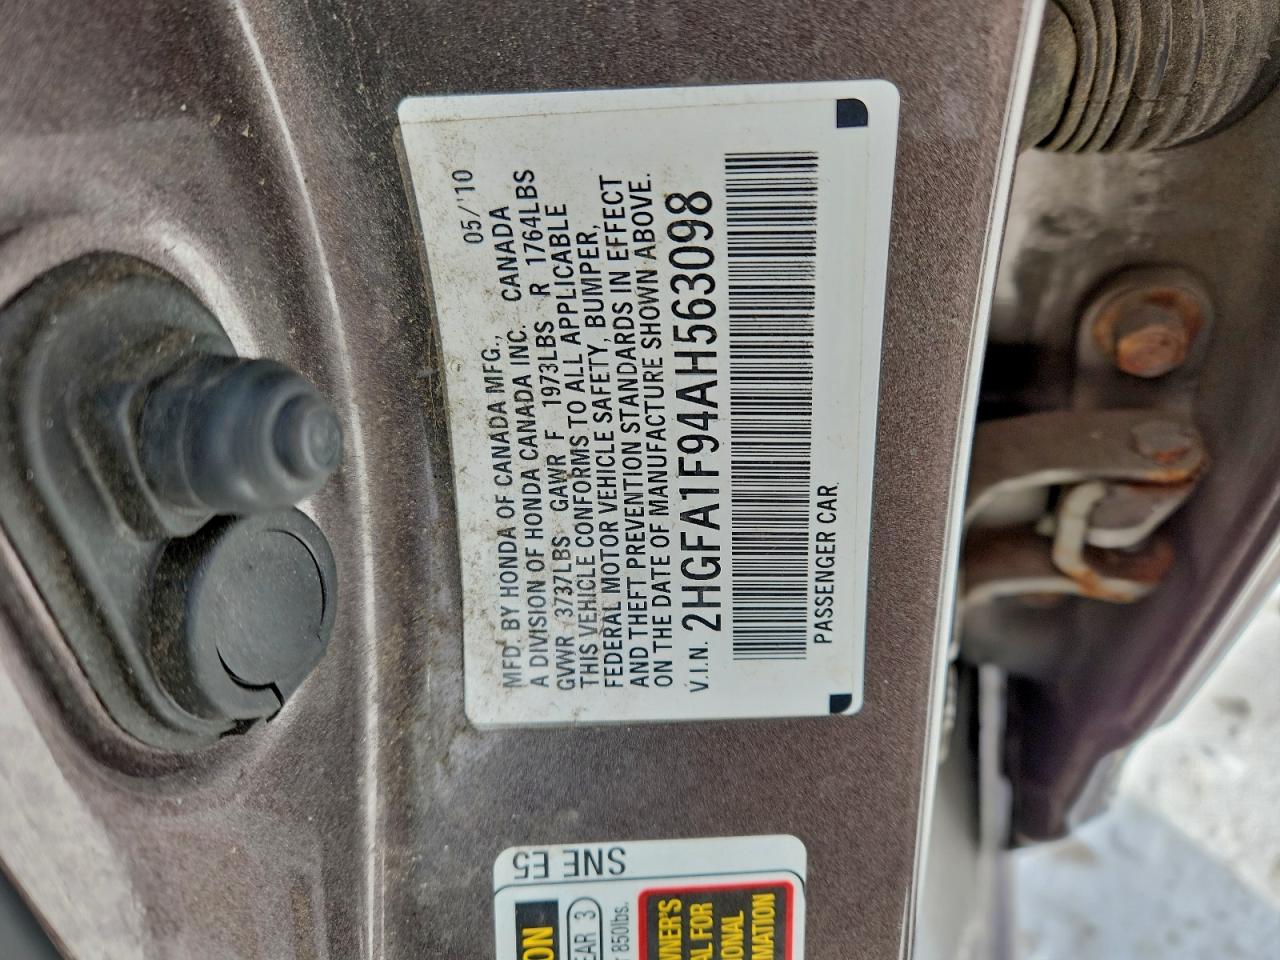 05/'10
MFD. BY HONDA OF CANADA MFG.,
A DIVISION OF HONDA CANADA INC. CANADA
GVWR 3737LBS GAWR F 1973LBS R 1764LBS
THIS VEHICLE CONFORMS TO ALL APPLICABLE
FEDERAL MOTOR VEHICLE SAFETY, BUMPER,
AND THEFT PREVENTION STANDARDS IN EFFECT
ON THE DATE OF MANUFACTURE SHOWN ABOVE.
V.I.N. 2HGFA1F94AH563098
PASSENGER CAR
SNE E5
3
850lbs.